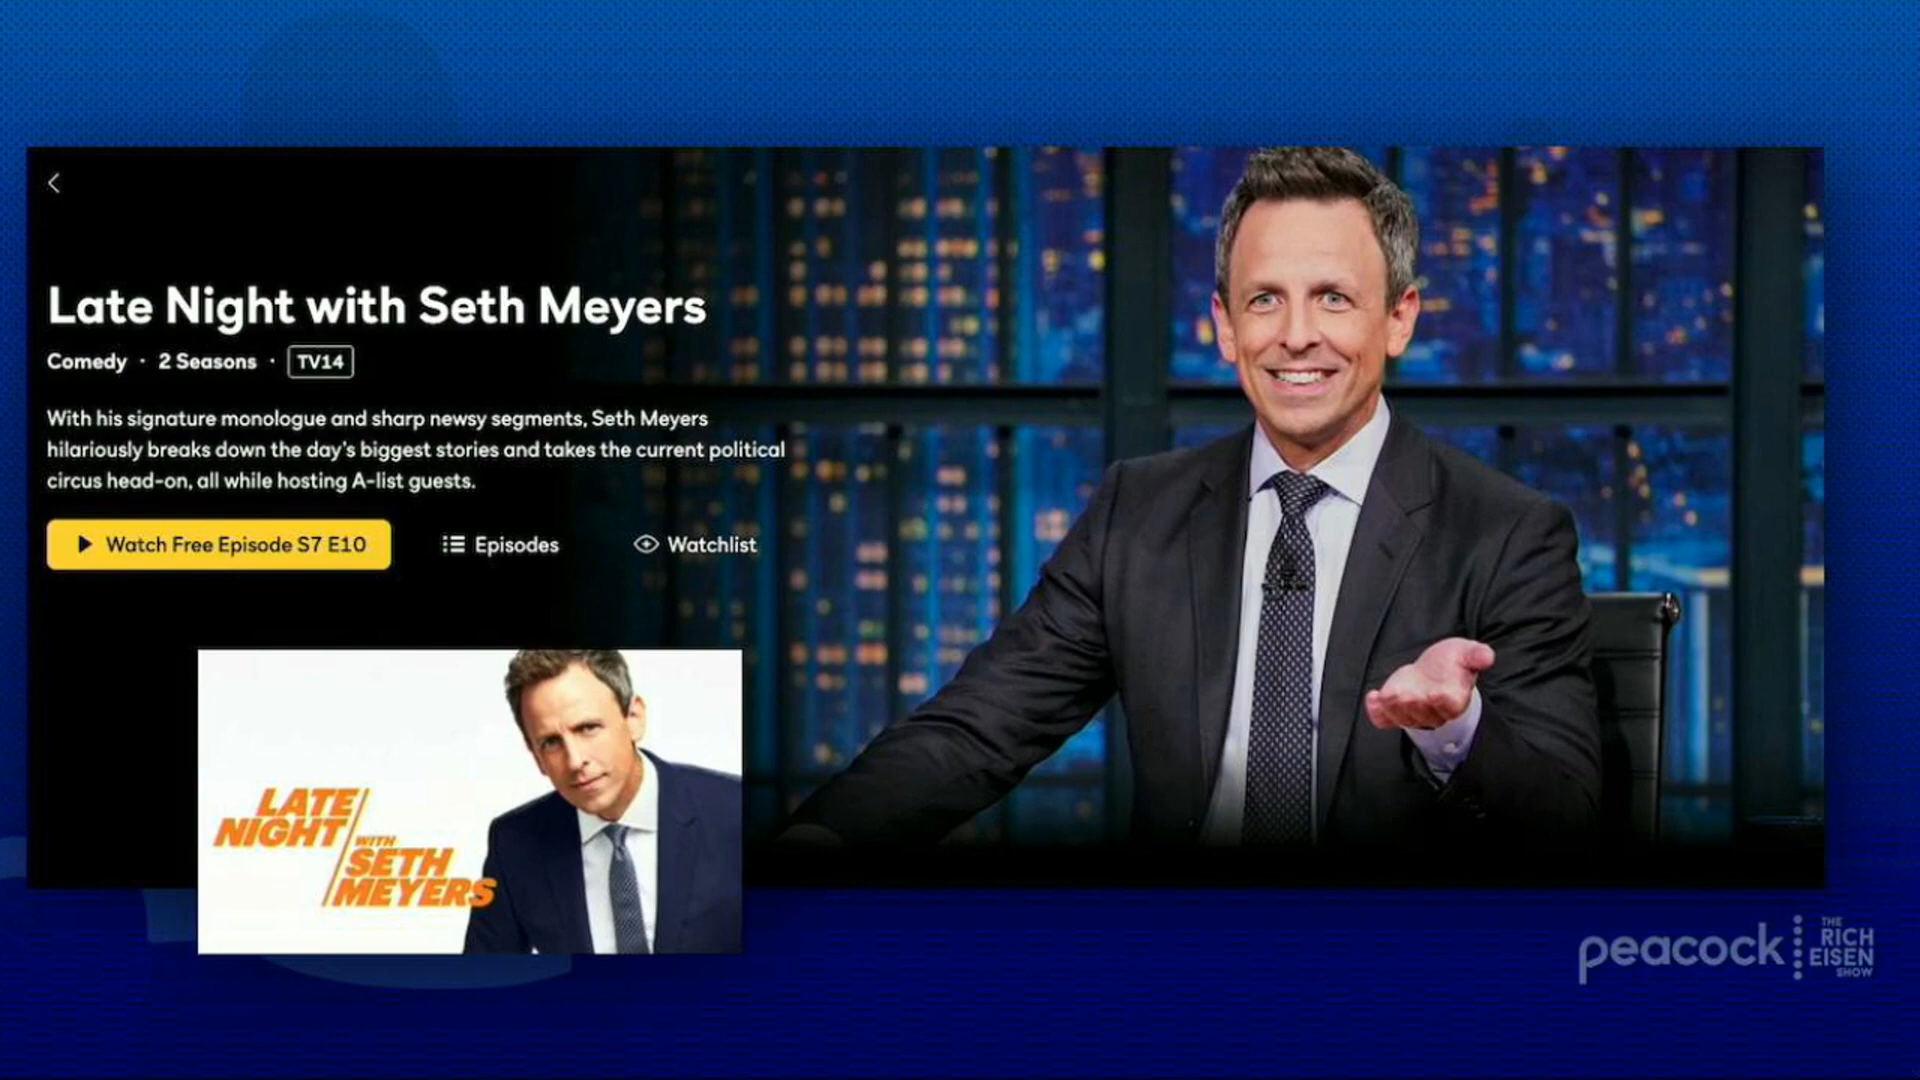 Late Night with Seth Meyers
Comedy · 2 Seasons · TV14
With his signature monologue and sharp newsy segments, Seth Meyers
hilariously breaks down the day's biggest stories and takes the current political
circus head-on, all while hosting A-list guests.
Watch Free Episode S7 E10
Episodes
Watchlist
LATE
NIGHT
WITH
SETH
MEYERS
peacock
THE
RICH
EISEN
SHOW